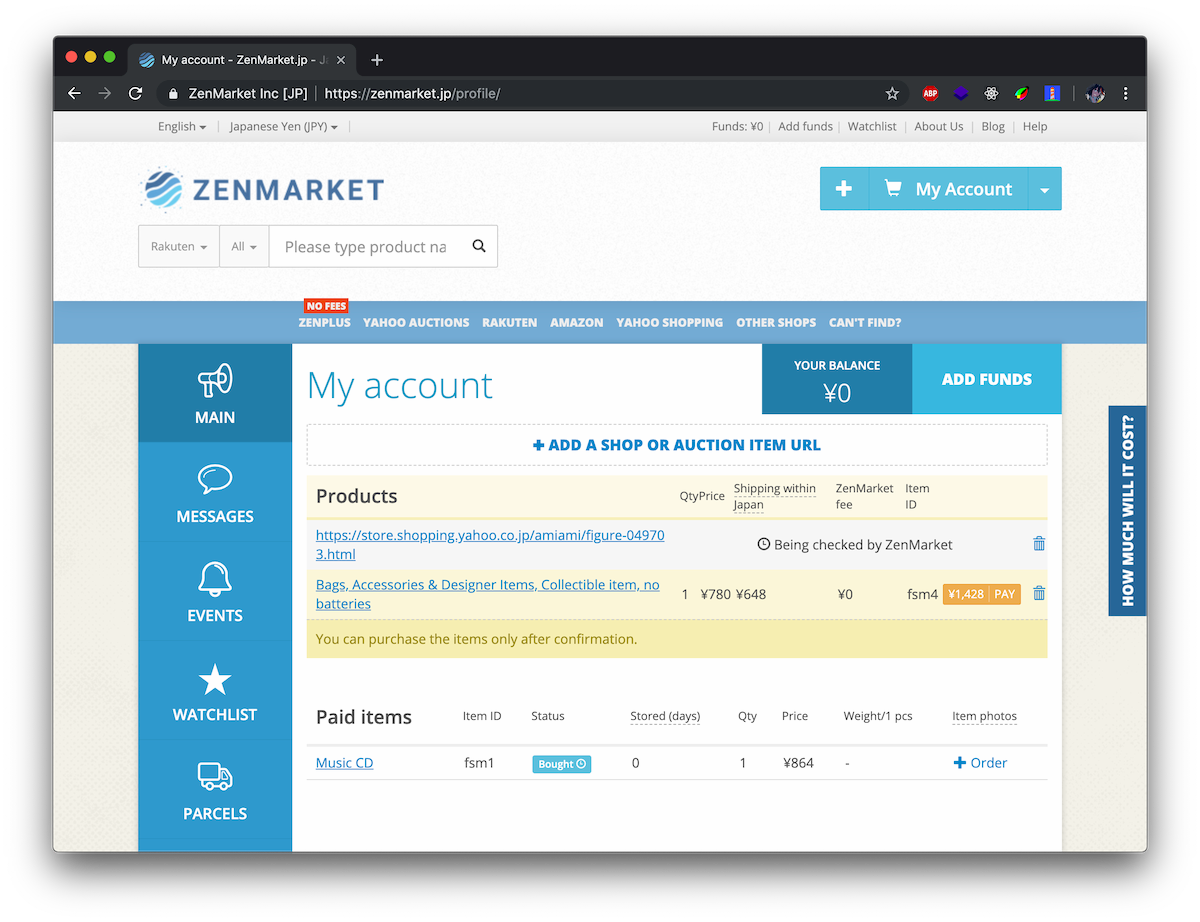 My account - ZenMarket.jp - Ja
ZenMarket Inc [JP] | https://zenmarket.jp/profile/
ABP
English
Japanese Yen (JPY)
Funds: ¥0
Add funds
Watchlist
About Us
Blog
Help
ZENMARKET
My Account
Rakuten
All
Please type product na
NO FEES
ZENPLUS YAHOO AUCTIONS RAKUTEN AMAZON YAHOO SHOPPING OTHER SHOPS CAN'T FIND?
MAIN
MESSAGES
EVENTS
WATCHLIST
PARCELS
My account
YOUR BALANCE
¥0
ADD FUNDS
ADD A SHOP OR AUCTION ITEM URL
Products
Qty
Price
Shipping within
Japan
ZenMarket
fee
Item
ID
https://store.shopping.yahoo.co.jp/amiami/figure-04970
3.html
Being checked by ZenMarket
Bags, Accessories & Designer Items, Collectible item, no
batteries
1 ¥780 ¥648 ¥0 fsm4 ¥1,428 PAY
You can purchase the items only after confirmation.
Paid items Item ID Status Stored (days) Qty Price Weight/1 pcs Item photos
Music CD fsm1 Bought 0 1 ¥864 - Order
HOW MUCH WILL IT COST?